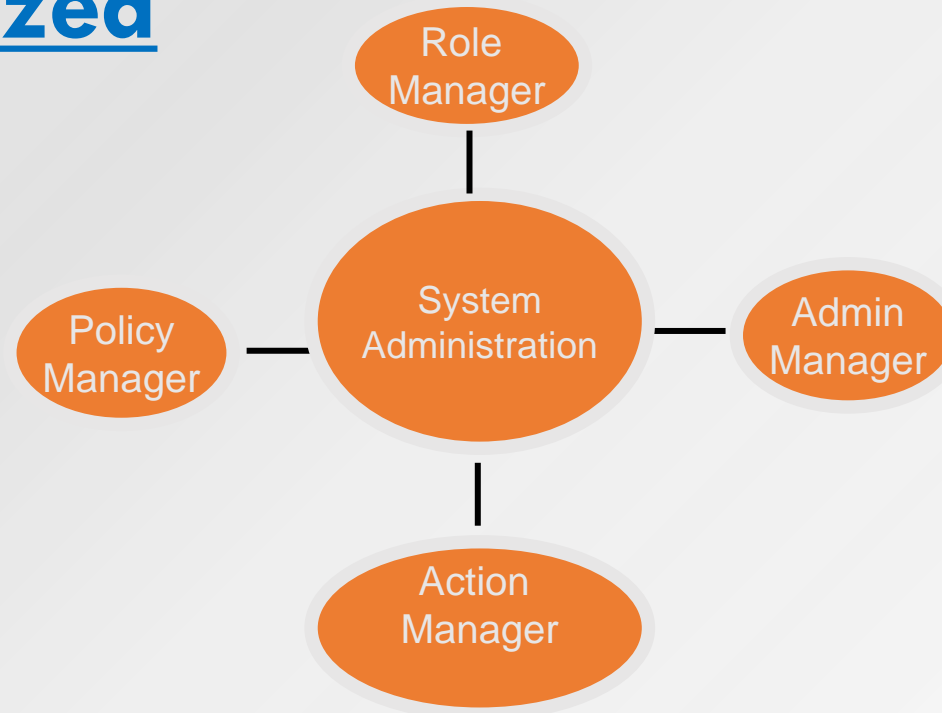 zed
Role
Manager
System
Administration
Policy
Manager
Admin
Manager
Action
Manager